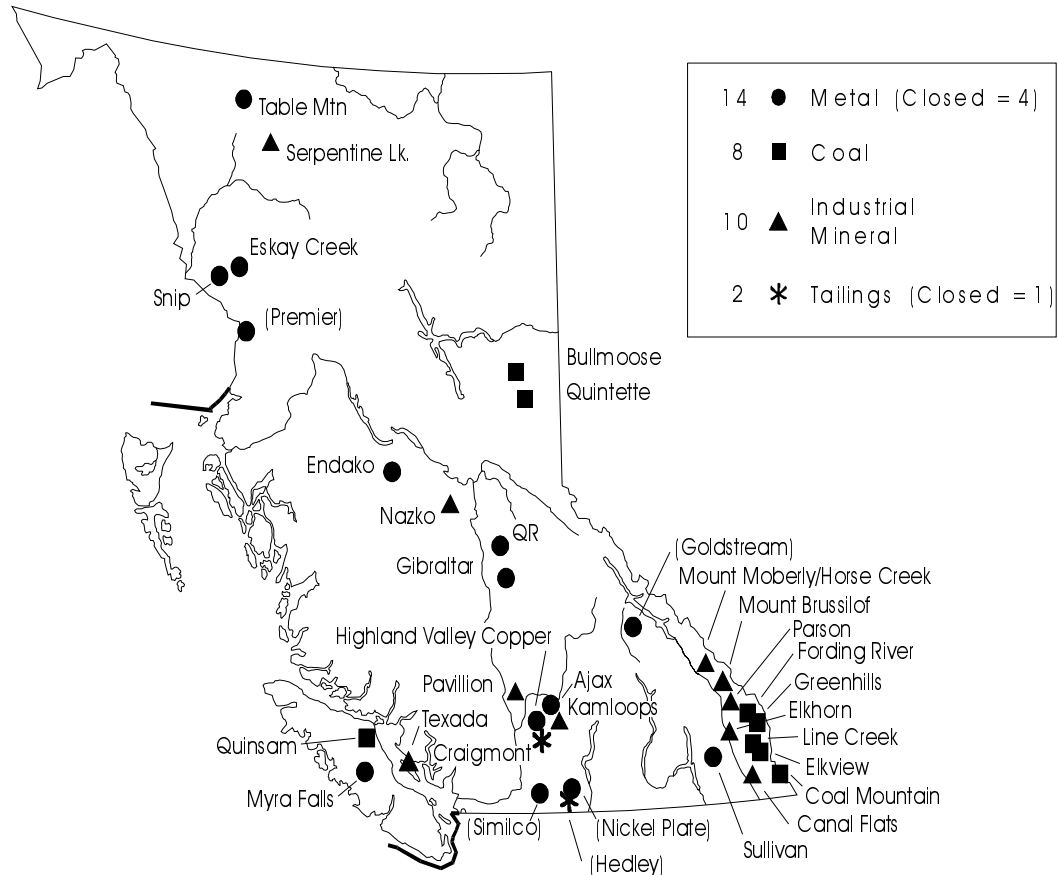 14 Metal (Closed = 4)
8 Coal
10 Industrial
Mineral
2 Tailings (Closed = 1)
Table Mtn
Serpentine Lk.
Eskay Creek
Snip
(Premier)
Bullmoose
Quintette
Endako
Nazko
QR
Gibraltar
(Goldstream)
Mount Moberly/Horse Creek
Mount Brussilof
Parson
Fording River
Greenhills
Elkhorn
Line Creek
Elkview
Coal Mountain
Canal Flats
Sullivan
Highland Valley Copper
Pavillion
Ajax
Kamloops
Texada
Quinsam
Craigmont
Myra Falls
(Similco)
(Nickel Plate)
(Hedley)